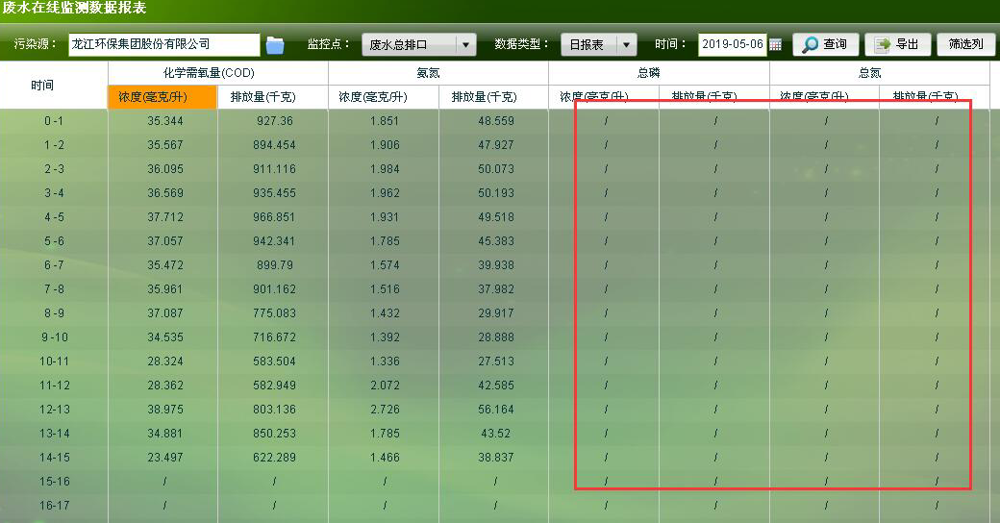 废水在线监测数据报表
污染源： 龙江环保集团股份有限公司 监控点： 废水总排口 数据类型： 日报表 时间： 2019-05-06 查询 导出 筛选列
时间 化学需氧量(COD) 氨氮 总磷 总氮
浓度(毫克/升) 排放量(千克) 浓度(毫克/升) 排放量(千克) 浓度(毫克/升) 排放量(千克) 浓度(毫克/升) 排放量(千克)
0-1 35.344 927.36 1.851 48.559 / / / /
1-2 35.567 894.454 1.906 47.927 / / / /
2-3 36.095 911.116 1.984 50.073 / / / /
3-4 36.569 935.455 1.962 50.193 / / / /
4-5 37.712 966.851 1.931 49.518 / / / /
5-6 37.057 942.341 1.785 45.383 / / / /
6-7 35.472 899.79 1.574 39.938 / / / /
7-8 35.961 901.162 1.516 37.982 / / / /
8-9 37.087 775.083 1.432 29.917 / / / /
9-10 34.535 716.672 1.392 28.888 / / / /
10-11 28.324 583.504 1.336 27.513 / / / /
11-12 28.362 582.949 2.072 42.585 / / / /
12-13 38.975 803.136 2.726 56.164 / / / /
13-14 34.881 850.253 1.785 43.52 / / / /
14-15 23.497 622.289 1.466 38.837 / / / /
15-16 / / / / / / / /
16-17 / / / / / / / /